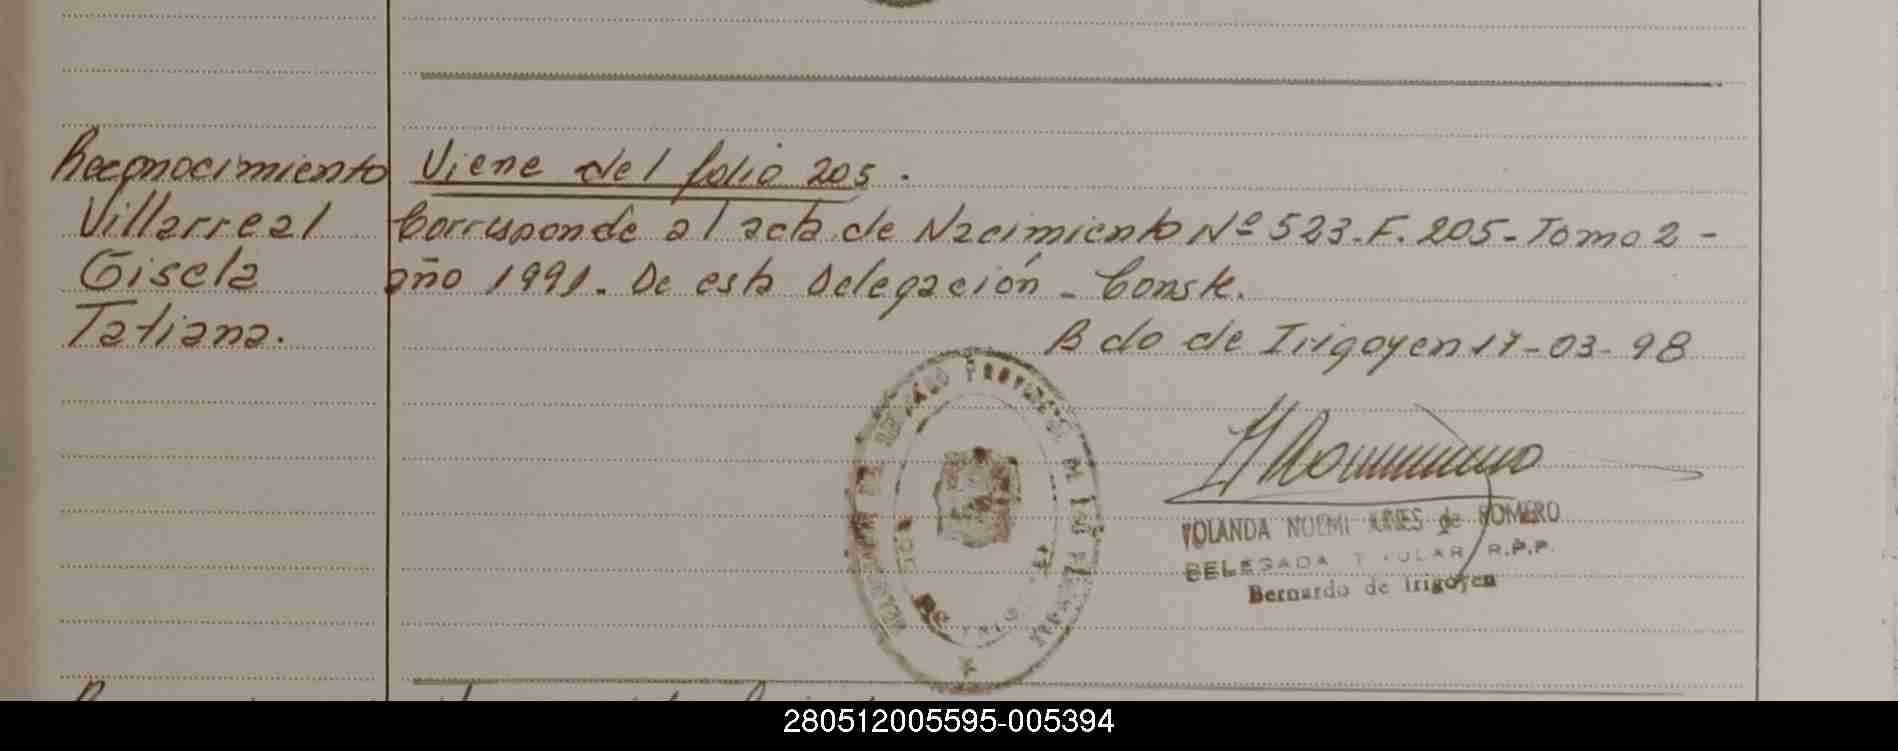 Reconocimiento
Villarreal
Gisela
Tatiana.
Viene del folio 205.
Corresponde al acta de Nacimiento Nº 523-F. 205-Tomo 2-
año 1991. De esta Delegación - Conste.
Bdo de Irigoyen 17-03-98
YOLANDA NOEMI de ROMERO
DELEGADA TITULAR R.P.P.
Bernardo de Irigoyen
280512005595-005394